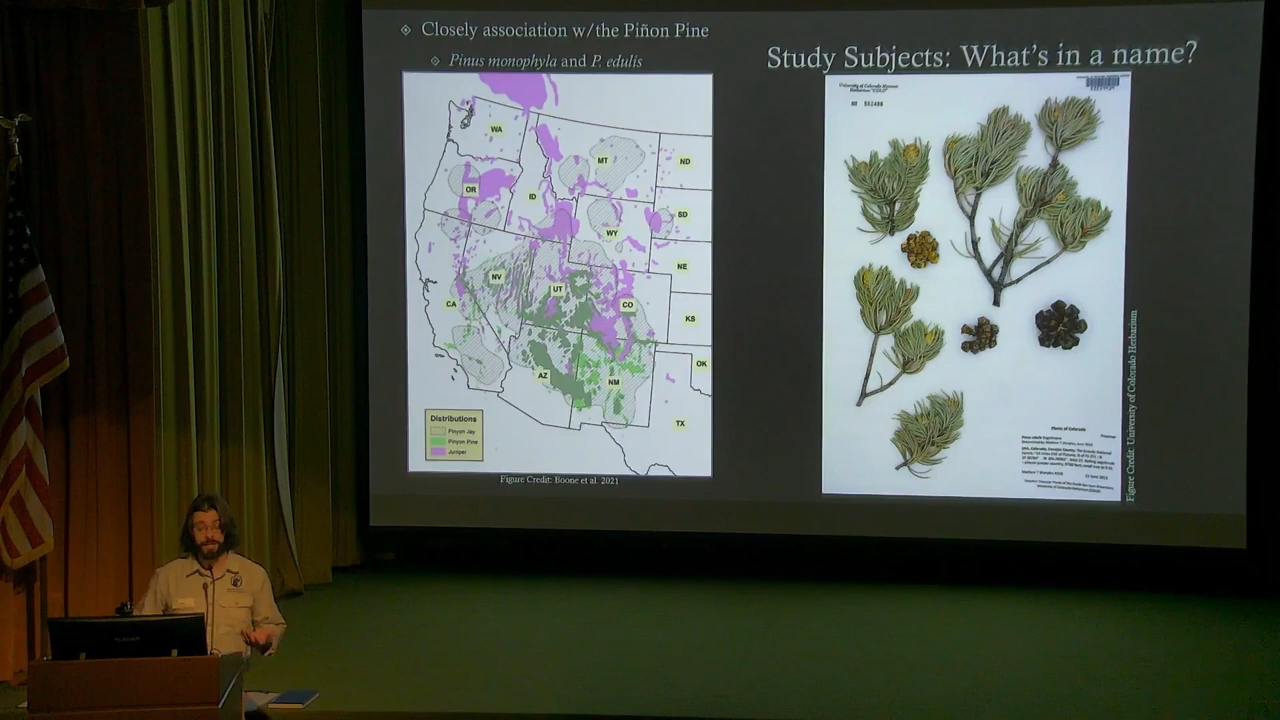 Closely association w/the Piñon Pine
Pinus monophyla and P. edulis
Study Subjects: What's in a name?
WA
MT
ND
OR
ID
SD
WY
NE
NV
UT
CA
CO
KS
OK
AZ
NM
TX
Distributions
Pinyon Jay
Pinyon Pine
Juniper
Figure Credit: Boone et al. 2021
University of Colorado Museum
Herbarium "COLO"
Plants of Colorado
Figure Credit: University of Colorado Herbarium